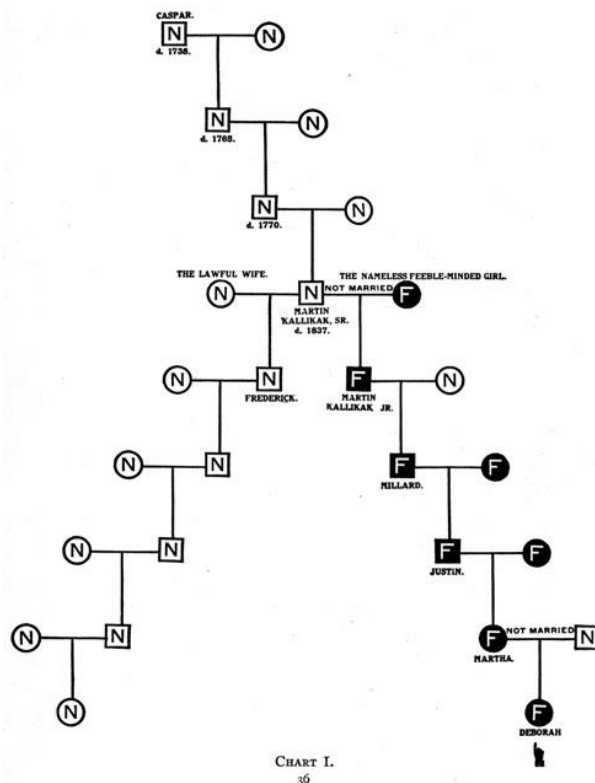 CASPAR.
N N
d. 1738.
N N
d. 1765.
N N
d. 1770.
THE LAWFUL WIFE. THE NAMELESS FEEBLE-MINDED GIRL.
N N NOT MARRIED F
MARTIN
KALLIKAK, SR.
d. 1837.
N N F N
FREDERICK. MARTIN
KALLIKAK JR.
N N F F
MILLARD.
N N F F
JUSTIN.
N N F NOT MARRIED N
MARTHA.
N F
DEBORAH
CHART I.
36